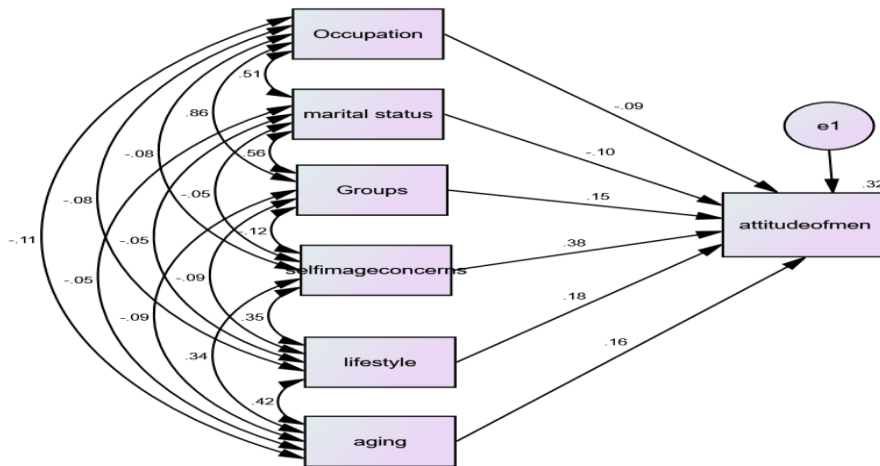 Occupation
-.09
.51
marital status
e1
.86
-.10
-.08
.56
.32
Groups
.15
-.05
attitudeofmen
-.08
-.12
.38
-.11
-.05
selfimageconcerns
-.05
-.09
.18
.35
-.09
.16
lifestyle
.34
.42
aging